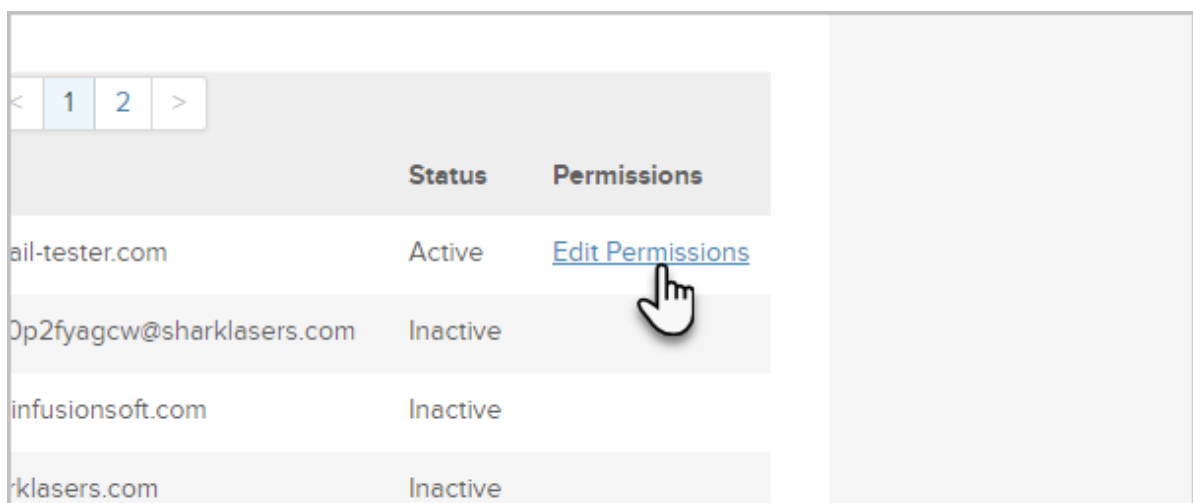 < 1 2 >
Status Permissions
ail-tester.com Active Edit Permissions
0p2fyagcw@sharklasers.com Inactive
infusionsoft.com Inactive
rklasers.com Inactive